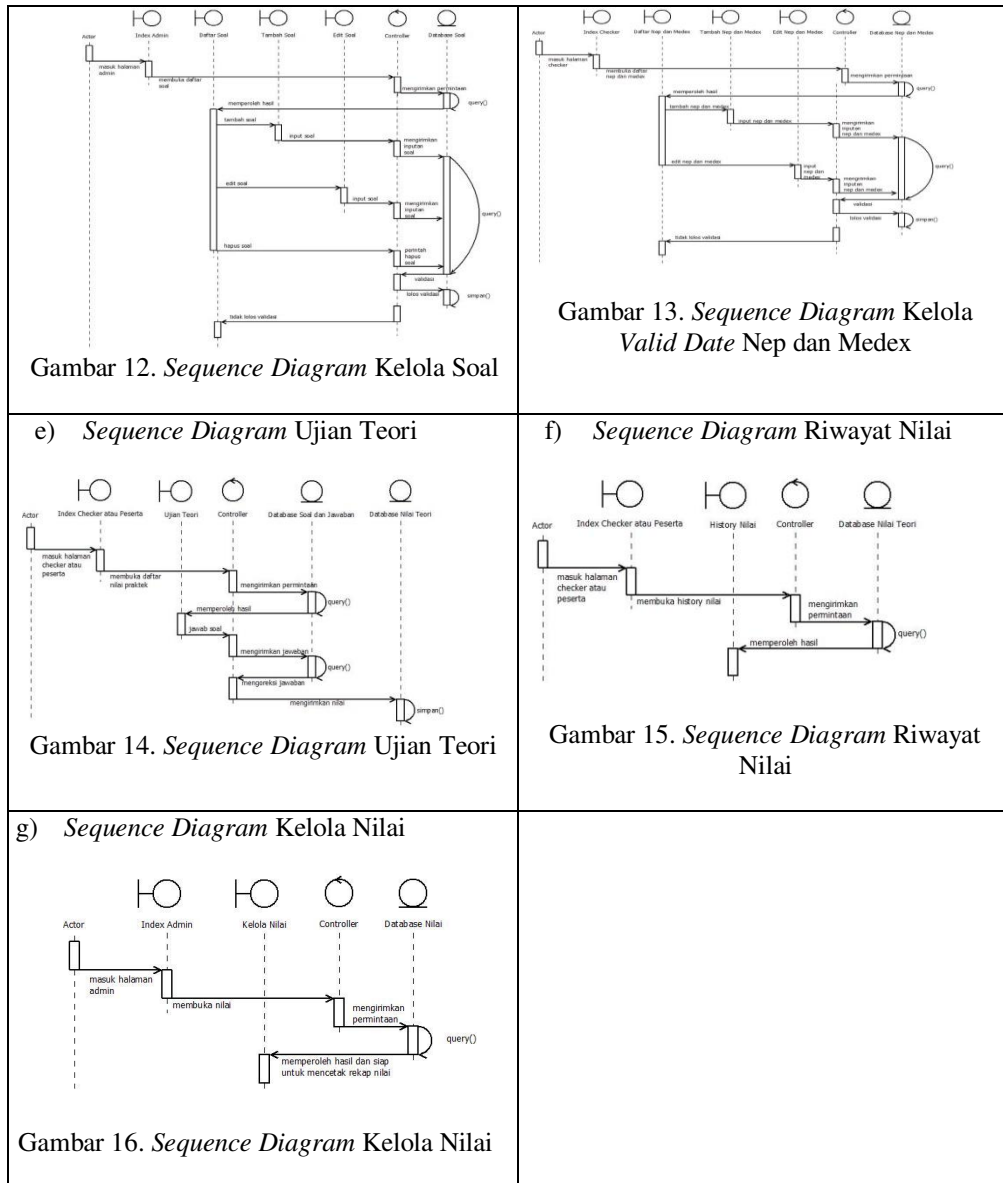 Actor
Index Admin
Daftar Soal
Tambah Soal
Edit Soal
Controller
Database Soal
masuk halaman
admin
membuka daftar
soal
mengirimkan permintaan
query()
memperoleh hasil
tambah soal
input soal
mengirimkan
inputan
soal
edit soal
input soal
mengirimkan
inputan
soal
query()
hapus soal
perintah
hapus
soal
validasi
lolos validasi
simpan()
tidak lolos validasi
Gambar 12. Sequence Diagram Kelola Soal
Actor
Index Checker
Daftar Nep dan Medex
Tambah Nep dan Medex
Edit Nep dan Medex
Controller
Database Nep dan Medex
masuk halaman
checker
membuka daftar
nep dan medex
mengirimkan permintaan
query()
memperoleh hasil
tambah nep dan medex
input nep dan medex
mengirimkan
inputan
nep dan medex
query()
edit nep dan medex
input
nep dan
medex
mengirimkan
inputan
nep dan medex
validasi
lolos validasi
simpan()
tidak lolos validasi
Gambar 13. Sequence Diagram Kelola
Valid Date Nep dan Medex
e) Sequence Diagram Ujian Teori
Actor
Index Checker atau Peserta
Ujian Teori
Controller
Database Soal dan Jawaban
Database Nilai Teori
masuk halaman
checker atau
peserta
membuka daftar
nilai praktek
mengirimkan permintaan
query()
memperoleh hasil
jawab soal
mengirimkan jawaban
query()
mengoreksi jawaban
mengirimkan nilai
simpan()
Gambar 14. Sequence Diagram Ujian Teori
f) Sequence Diagram Riwayat Nilai
Actor
Index Checker atau Peserta
History Nilai
Controller
Database Nilai Teori
masuk halaman
checker atau
peserta
membuka history nilai
mengirimkan
permintaan
query()
memperoleh hasil
Gambar 15. Sequence Diagram Riwayat
Nilai
g) Sequence Diagram Kelola Nilai
Actor
Index Admin
Kelola Nilai
Controller
Database Nilai
masuk halaman
admin
membuka nilai
mengirimkan
permintaan
query()
memperoleh hasil dan siap
untuk mencetak rekap nilai
Gambar 16. Sequence Diagram Kelola Nilai